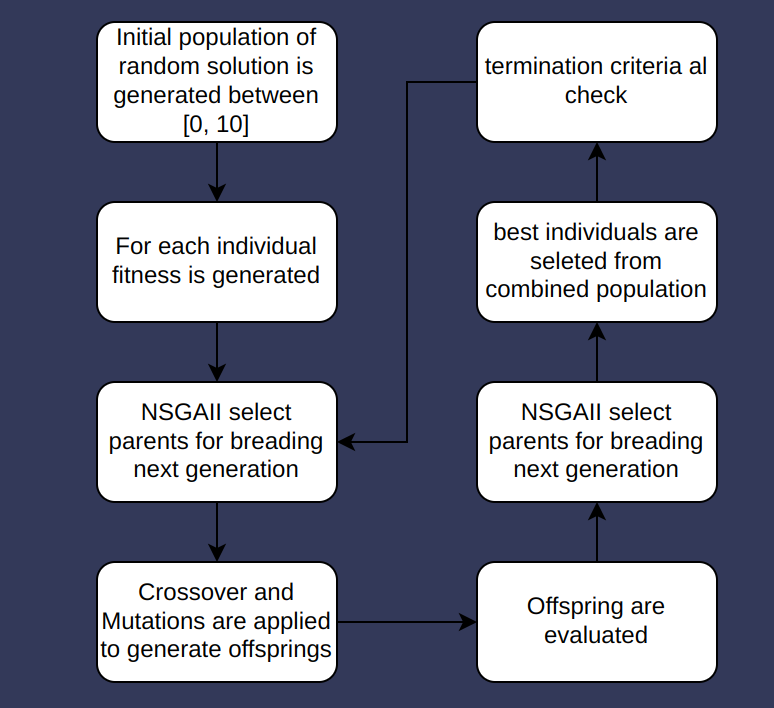 Initial population of
random solution is
generated between
[0, 10]
For each individual
fitness is generated
NSGAII select
parents for breading
next generation
Crossover and
Mutations are applied
to generate offsprings
termination criteria al
check
best individuals are
seleted from
combined population
NSGAII select
parents for breading
next generation
Offspring are
evaluated